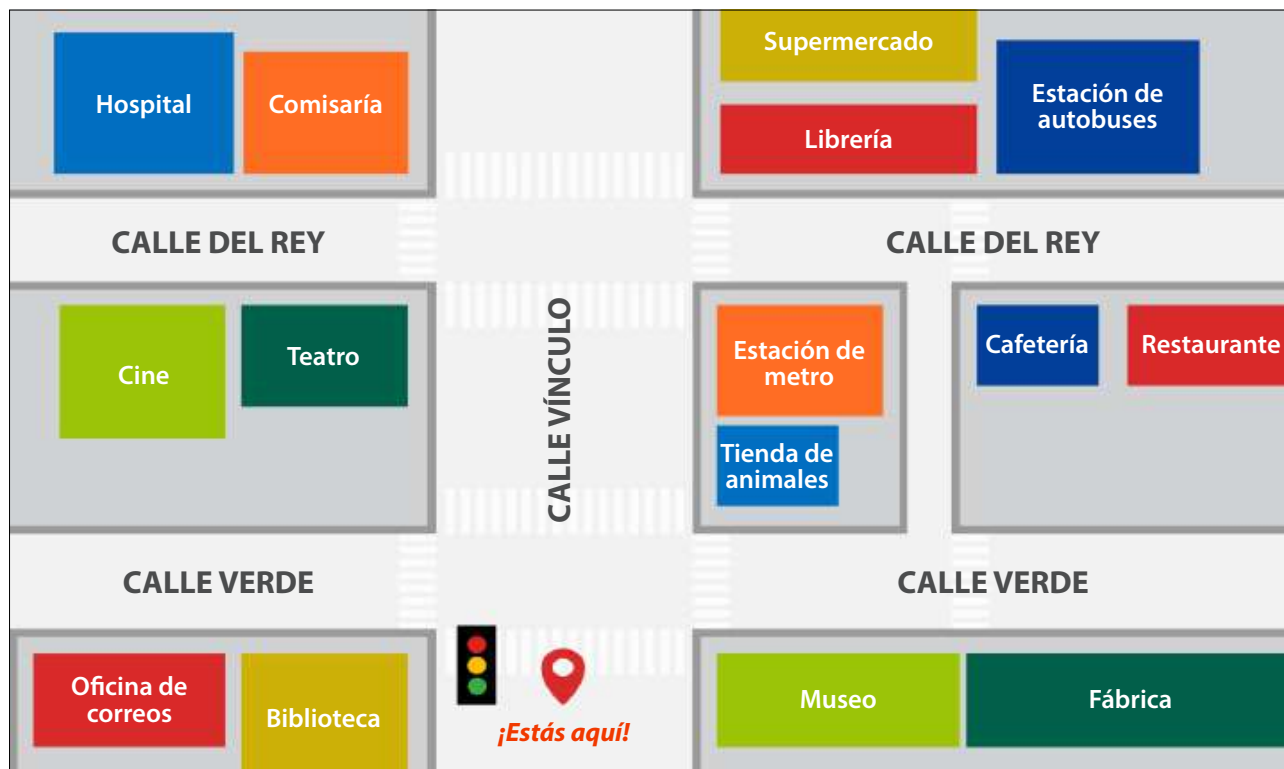 Supermercado
Hospital
Comisaría
Estación de
autobuses
Librería
CALLE DEL REY
CALLE DEL REY
CALLE VÍNCULO
Cine
Teatro
Estación de
metro
Cafetería
Restaurante
Tienda de
animales
CALLE VERDE
CALLE VERDE
Oficina de
correos
Biblioteca
¡Estás aquí!
Museo
Fábrica